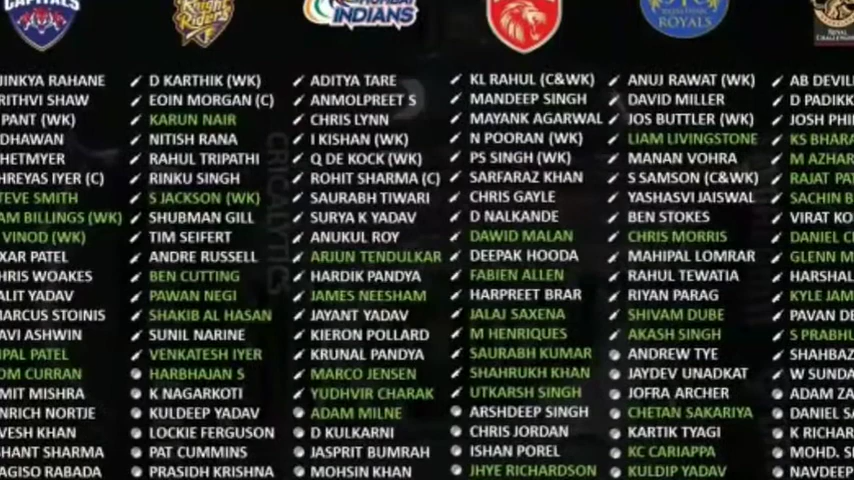 CAPITALS
Knight
Riders
MUMBAI
INDIANS
ROYALS
ROYAL
JINKYA RAHANE
RITHVI SHAW
PANT (WK)
DHAWAN
HETMYER
HREYAS IYER (C)
TEVE SMITH
AM BILLINGS (WK)
VINOD (WK)
XAR PATEL
HRIS WOAKES
ALIT YADAV
MARCUS STOINIS
AVI ASHWIN
IPAL PATEL
OM CURRAN
MIT MISHRA
NRICH NORTJE
VESH KHAN
HANT SHARMA
AGISO RABADA
D KARTHIK (WK)
EOIN MORGAN (C)
KARUN NAIR
NITISH RANA
RAHUL TRIPATHI
RINKU SINGH
S JACKSON (WK)
SHUBMAN GILL
TIM SEIFERT
ANDRE RUSSELL
BEN CUTTING
PAWAN NEGI
SHAKIB AL HASAN
SUNIL NARINE
VENKATESH IYER
HARBHAJAN S
K NAGARKOTI
KULDEEP YADAV
LOCKIE FERGUSON
PAT CUMMINS
PRASIDH KRISHNA
CRICALYTICS
ADITYA TARE
ANMOLPREET S
CHRIS LYNN
I KISHAN (WK)
Q DE KOCK (WK)
ROHIT SHARMA (C)
SAURABH TIWARI
SURYA K YADAV
ANUKUL ROY
ARJUN TENDULKAR
HARDIK PANDYA
JAMES NEESHAM
JAYANT YADAV
KIERON POLLARD
KRUNAL PANDYA
MARCO JENSEN
YUDHVIR CHARAK
ADAM MILNE
D KULKARNI
JASPRIT BUMRAH
MOHSIN KHAN
KL RAHUL (C&WK)
MANDEEP SINGH
MAYANK AGARWAL
N POORAN (WK)
PS SINGH (WK)
SARFARAZ KHAN
CHRIS GAYLE
D NALKANDE
DAWID MALAN
DEEPAK HOODA
FABIEN ALLEN
HARPREET BRAR
JALAJ SAXENA
M HENRIQUES
SAURABH KUMAR
SHAHRUKH KHAN
UTKARSH SINGH
ARSHDEEP SINGH
CHRIS JORDAN
ISHAN POREL
JHYE RICHARDSON
ANUJ RAWAT (WK)
DAVID MILLER
JOS BUTTLER (WK)
LIAM LIVINGSTONE
MANAN VOHRA
S SAMSON (C&WK)
YASHASVI JAISWAL
BEN STOKES
CHRIS MORRIS
MAHIPAL LOMRAR
RAHUL TEWATIA
RIYAN PARAG
SHIVAM DUBE
AKASH SINGH
ANDREW TYE
JAYDEV UNADKAT
JOFRA ARCHER
CHETAN SAKARIYA
KARTIK TYAGI
KC CARIAPPA
KULDIP YADAV
AB DEVILI
D PADIKK
JOSH PHI
KS BHARA
M AZHAR
RAJAT PAT
SACHIN B
VIRAT KO
DANIEL C
GLENN M
HARSHAL
KYLE JAM
PAVAN DE
S PRABHU
SHAHBAZ
W SUNDA
ADAM ZA
DANIEL SA
K RICHAR
MOHD. S
NAVDEEP